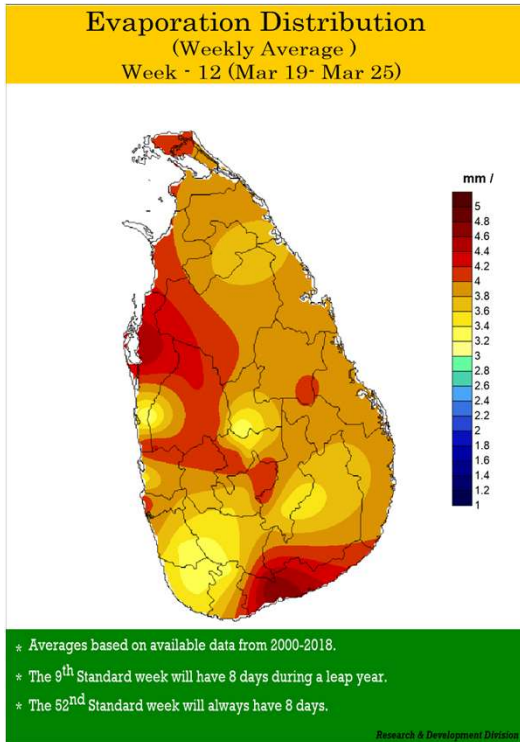 Evaporation Distribution
(Weekly Average )
Week - 12 (Mar 19- Mar 25)
mm /
5
4.8
4.6
4.4
4.2
4
3.8
3.6
3.4
3.2
3
2.8
2.6
2.4
2.2
2
1.8
1.6
1.4
1.2
1
* Averages based on available data from 2000-2018.
* The 9th Standard week will have 8 days during a leap year.
* The 52nd Standard week will always have 8 days.
Research & Development Division